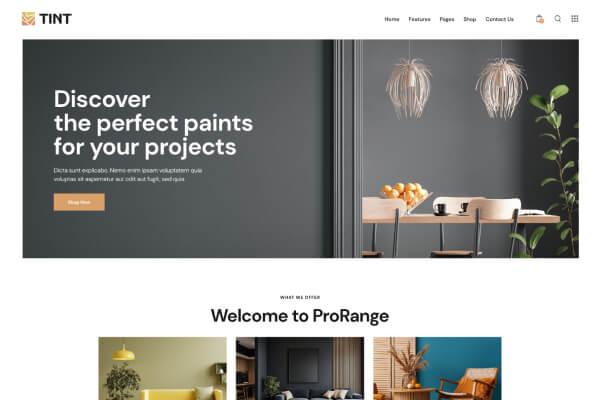 TINT
Home Features Pages Shop Contact Us
Discover
the perfect paints
for your projects
Dicta sunt explicabo. Nemo enim ipsam voluptatem quia
voluptas sit aspernatur aut odit aut fugit, sed quia
Shop Now
WHAT WE OFFER
Welcome to ProRange